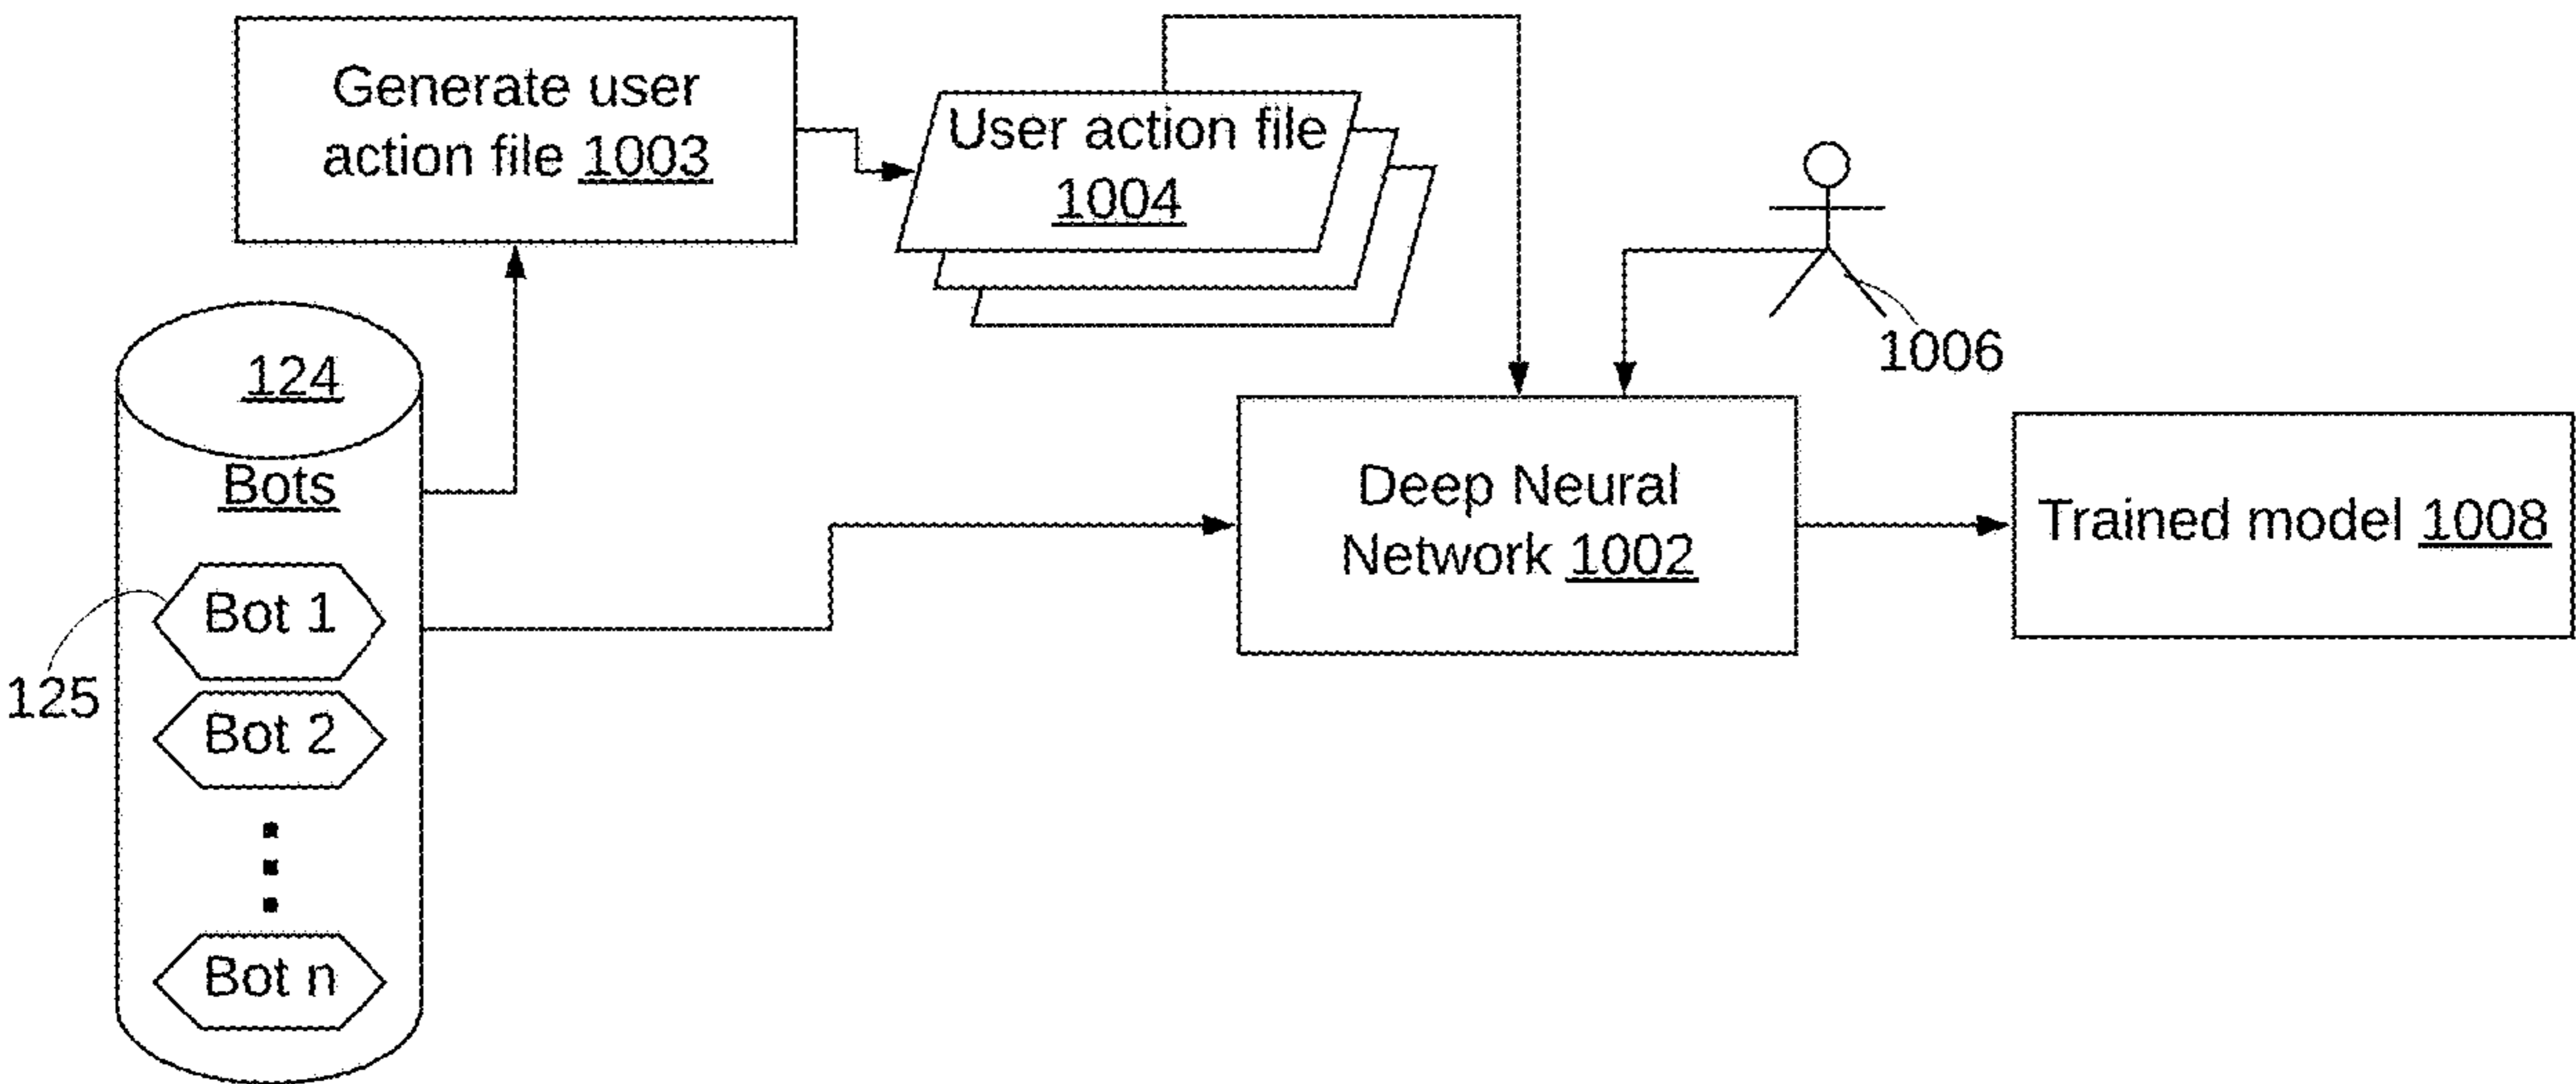 Generate user
action file 1003
User action file
1004
1006
124
Bots
Bot 1
125
Bot 2
Bot n
Deep Neural
Network 1002
Trained model 1008